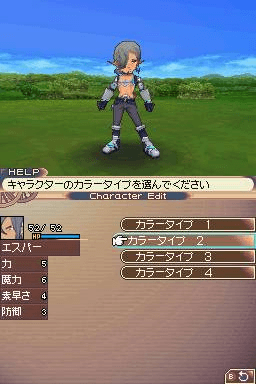 HELP
キャラクターのカラータイプを選んでください
Character Edit
52/ 52
HP
エスパー
力 5
魔力 6
素早さ 4
防御 3
カラータイプ 1
カラータイプ 2
カラータイプ 3
カラータイプ 4
B